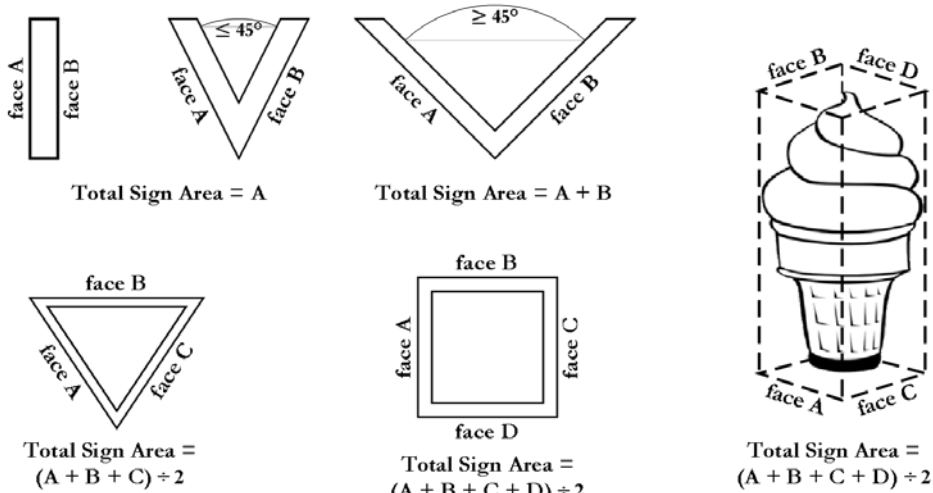 face A
face B
≤ 45°
face A
face B
Total Sign Area = A
≥ 45°
face A
face B
Total Sign Area = A + B
face B
face A
face C
Total Sign Area =
(A + B + C) ÷ 2
face B
face A
face C
face D
Total Sign Area =
(A + B + C + D) ÷ 2
face B
face D
face A
face C
Total Sign Area =
(A + B + C + D) ÷ 2